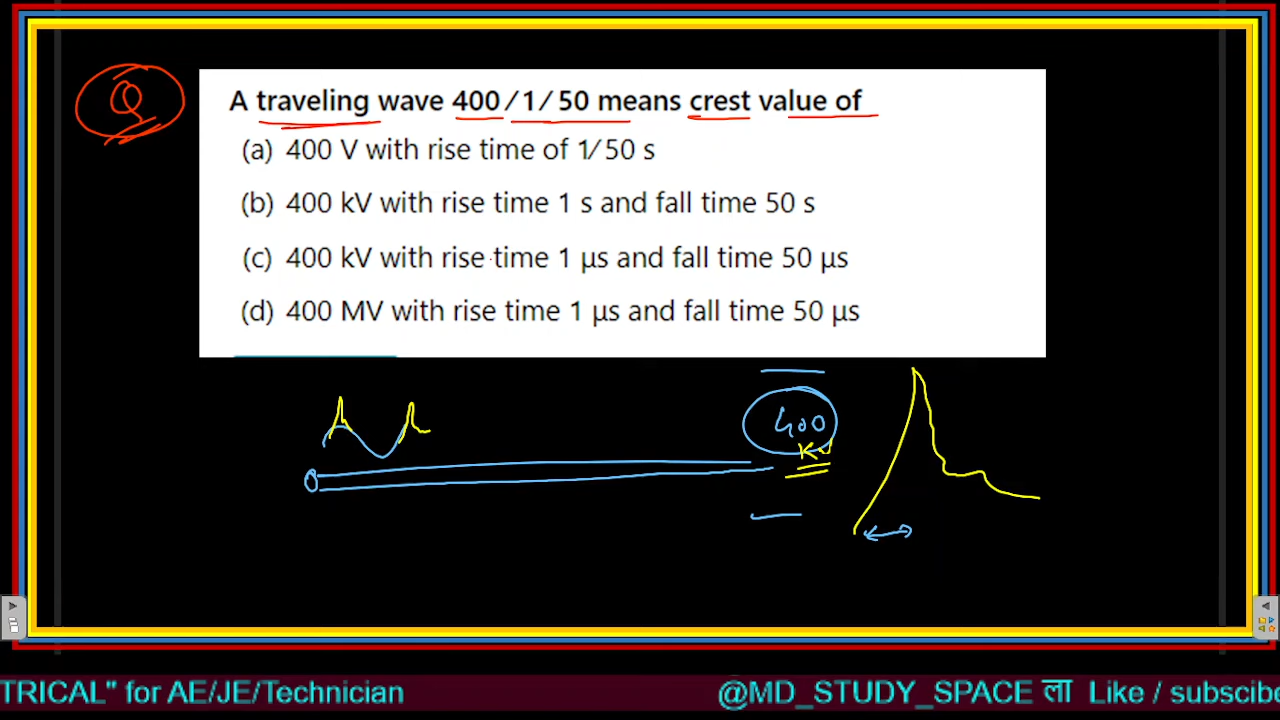 Q
A traveling wave 400/1/50 means crest value of
(a) 400 V with rise time of 1/50 s
(b) 400 kV with rise time 1 s and fall time 50 s
(c) 400 kV with rise time 1 µs and fall time 50 µs
(d) 400 MV with rise time 1 µs and fall time 50 µs
400
KV
TRICAL" for AE/JE/Technician
@MD_STUDY_SPACE ला Like / subscibe